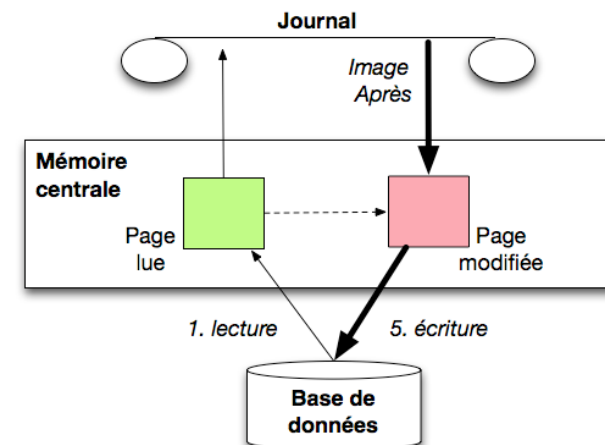 Journal
Image
Après
Mémoire
centrale
Page
lue
Page
modifiée
1. lecture
5. écriture
Base de
données